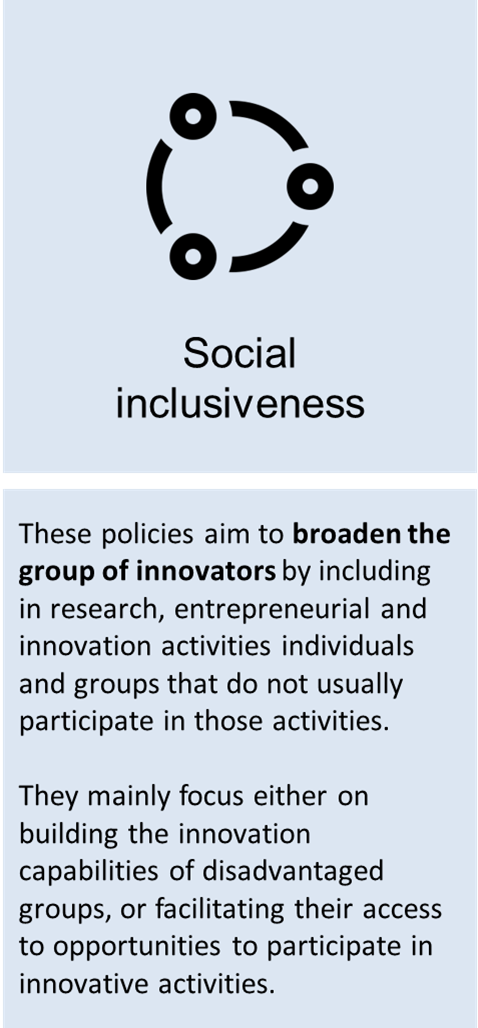 Social
inclusiveness
These policies aim to broaden the
group of innovators by including
in research, entrepreneurial and
innovation activities individuals
and groups that do not usually
participate in those activities.
They mainly focus either on
building the innovation
capabilities of disadvantaged
groups, or facilitating their access
to opportunities to participate in
innovative activities.